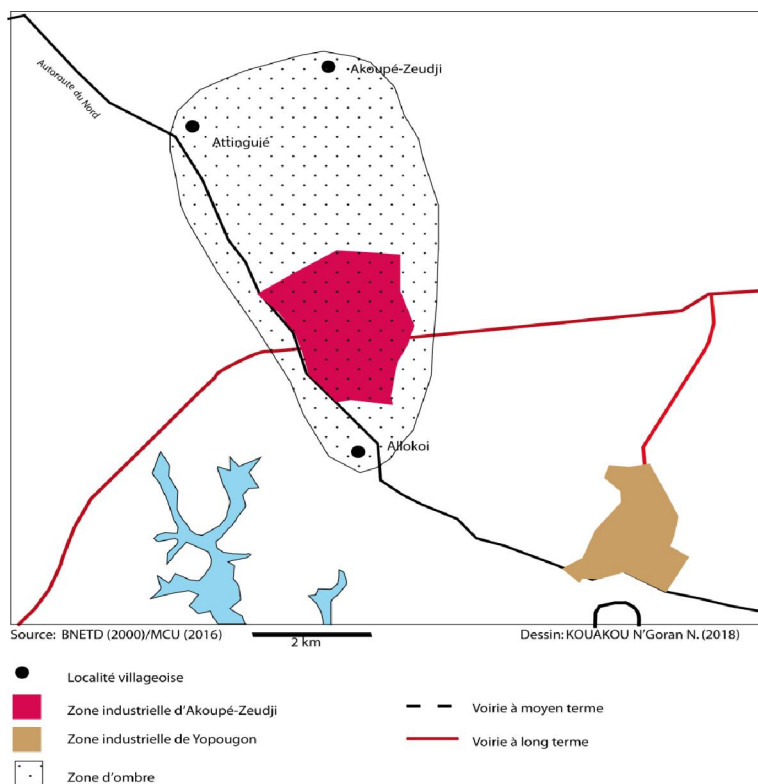 Akoupé-Zeudji
Autoroute du Nord
Attinguié
Allokoi
Source: BNETD (2000)/MCU (2016)
2 km
Dessin: KOUAKOU N'Goran N. (2018)
Localité villageoise
Zone industrielle d'Akoupé-Zeudji
Voirie à moyen terme
Zone industrielle de Yopougon
Voirie à long terme
Zone d'ombre